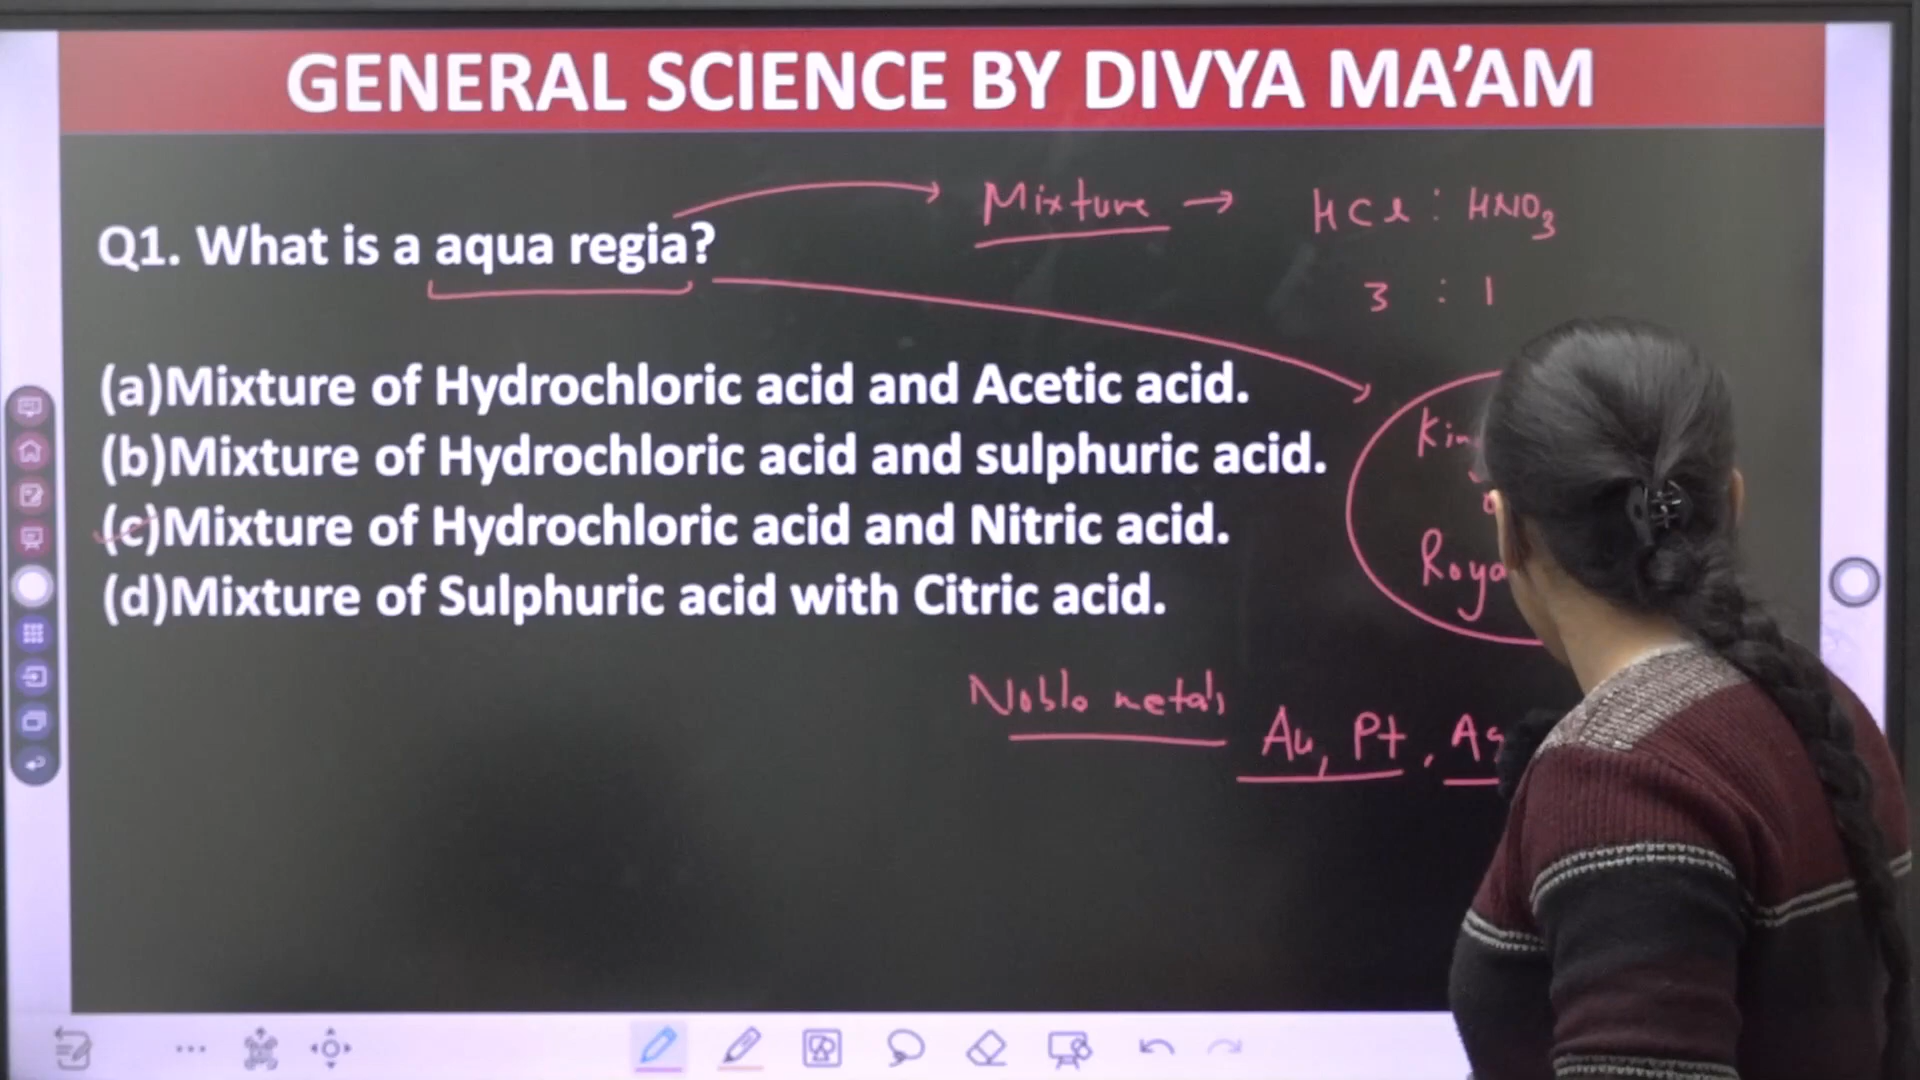 GENERAL SCIENCE BY DIVYA MA’AM
Mixture → HCl : HNO3
Q1. What is a aqua regia?
3 : 1
(a)Mixture of Hydrochloric acid and Acetic acid.
(b)Mixture of Hydrochloric acid and sulphuric acid.
(c)Mixture of Hydrochloric acid and Nitric acid.
(d)Mixture of Sulphuric acid with Citric acid.
Noble metals
Au, Pt, Ag